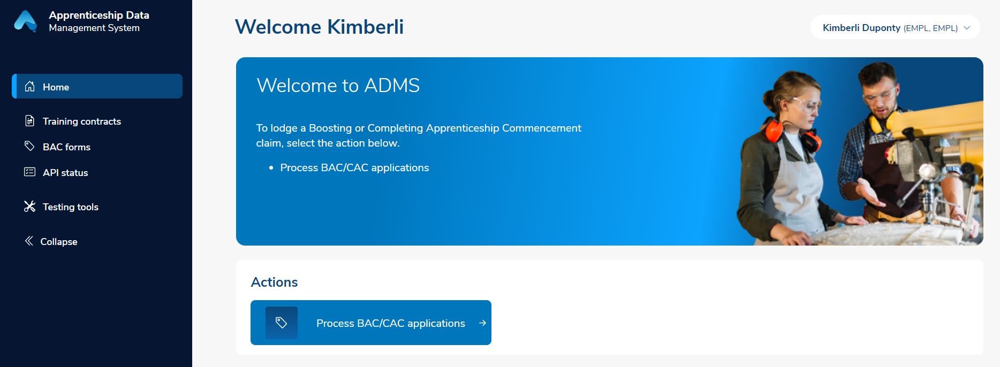 Apprenticeship Data
Management System
Home
Training contracts
BAC forms
API status
Testing tools
Collapse
Welcome Kimberli
Kimberli Duponty (EMPL, EMPL)
Welcome to ADMS
To lodge a Boosting or Completing Apprenticeship Commencement
claim, select the action below.
• Process BAC/CAC applications
Actions
Process BAC/CAC applications